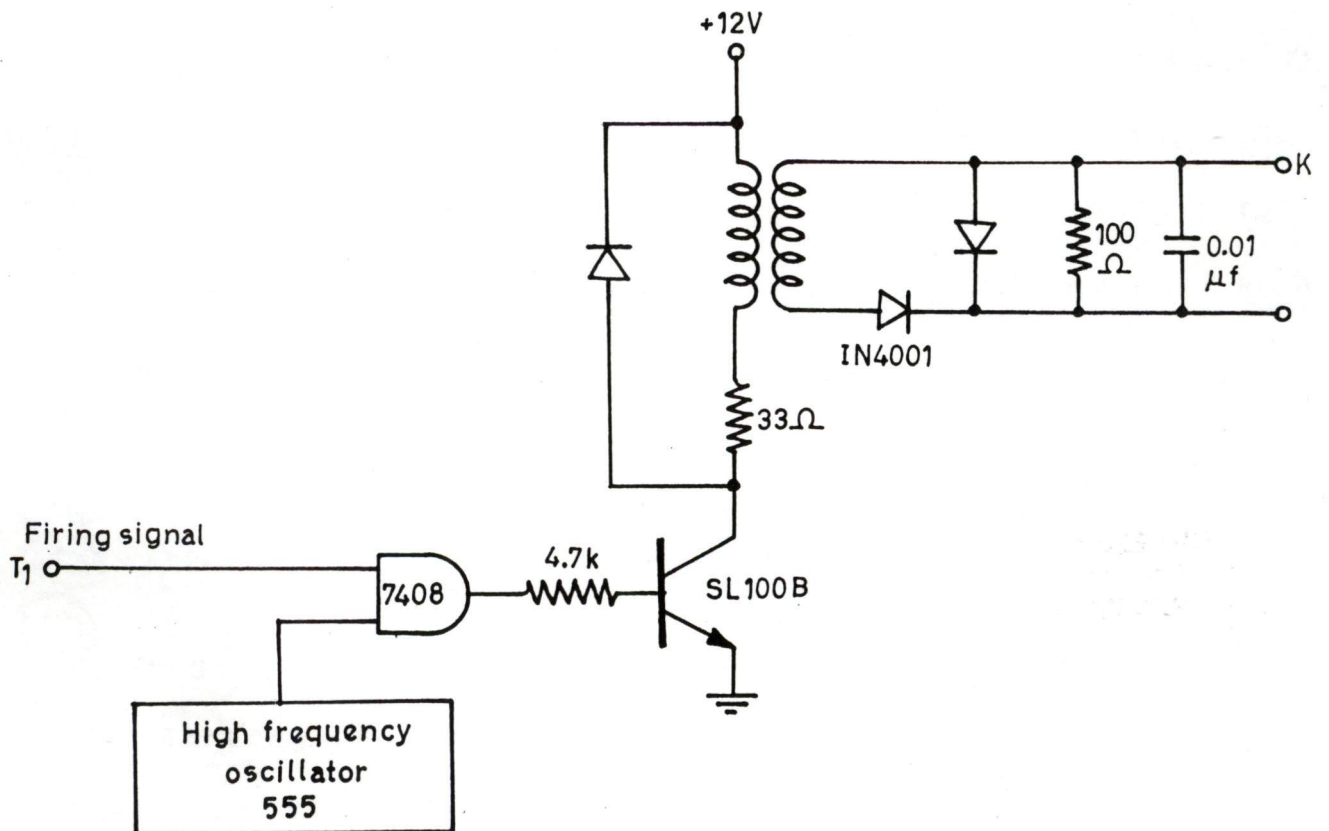 +12V
K
100
Ω
0.01
μf
IN4001
33Ω
Firing signal
T1
7408
4.7k
SL100B
High frequency
oscillator
555